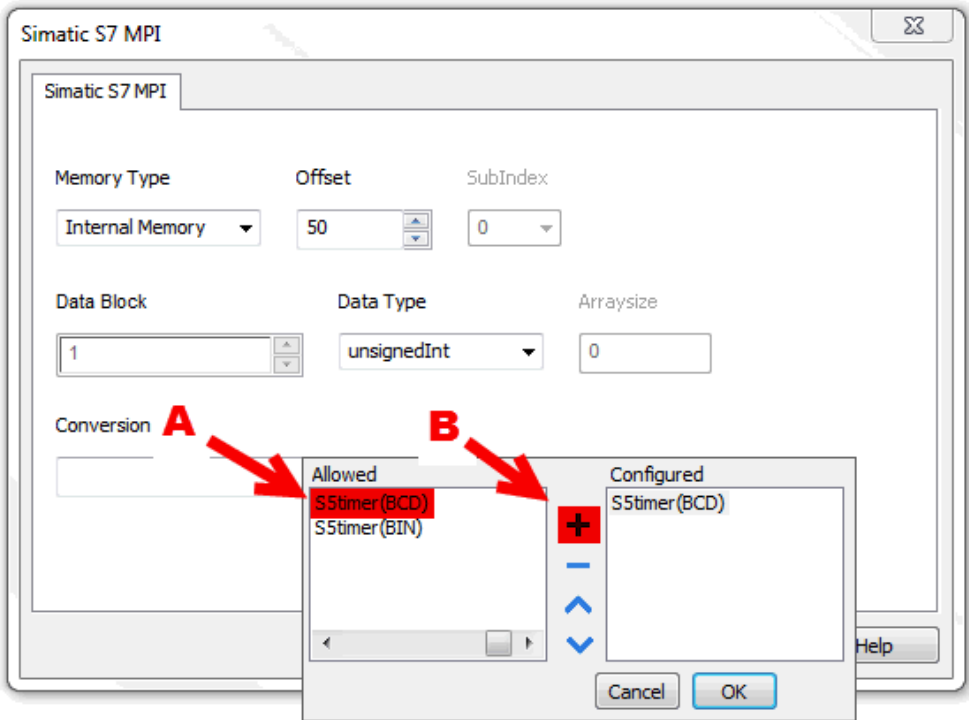 Simatic S7 MPI
Simatic S7 MPI
Memory Type Offset SubIndex
Internal Memory 50 0
Data Block Data Type Arraysize
1 unsignedInt 0
Conversion A B
Allowed Configured
S5timer(BCD) S5timer(BCD)
S5timer(BIN)
Help
Cancel OK